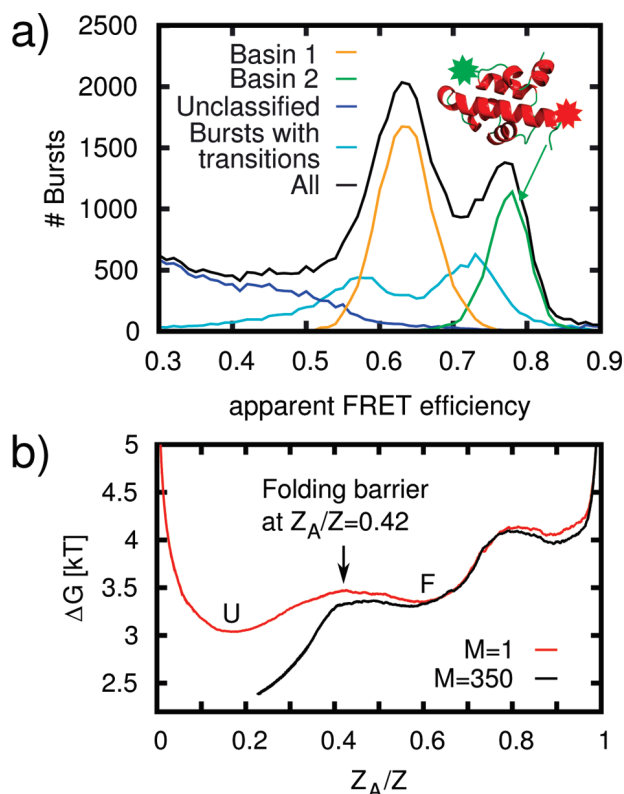 a)
2500
2000
1500
1000
500
0
# Bursts
Basin 1
Basin 2
Unclassified
Bursts with
transitions
All
0.3 0.4 0.5 0.6 0.7 0.8 0.9
apparent FRET efficiency
b)
5
4.5
4
3.5
3
2.5
ΔG [kT]
Folding barrier
at Z_A/Z=0.42
U
F
M=1
M=350
0 0.2 0.4 0.6 0.8 1
Z_A/Z